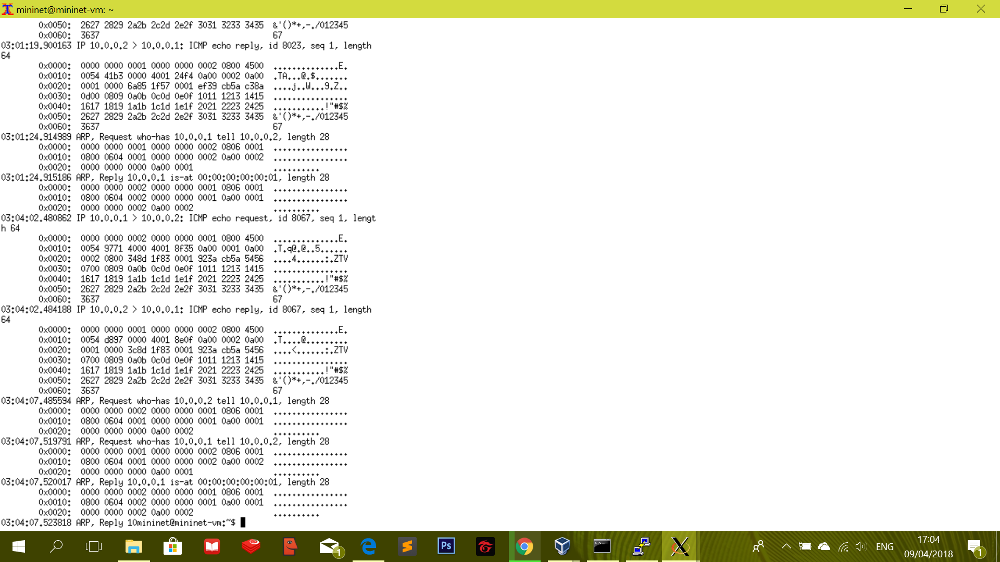 mininet@mininet-vm: ~
0x0050: 2627 2829 2a2b 2c2d 2e2f 3031 3233 3435 &'()*+,-./012345
0x0060: 3637 67
03:01:19.900163 IP 10.0.0.2 > 10.0.0.1: ICMP echo reply, id 8023, seq 1, length
64
0x0000: 0000 0000 0001 0000 0000 0002 0800 4500 ..............E.
0x0010: 0054 41b3 0000 4001 24f4 0a00 0002 0a00 .TA...@.$.......
0x0020: 0001 0000 6a85 1f57 0001 ef39 cb5a c38a ....j..W...9.Z..
0x0030: 0d00 0809 0a0b 0c0d 0e0f 1011 1213 1415 ................
0x0040: 1617 1819 1a1b 1c1d 1e1f 2021 2223 2425 ...........!"#$%
0x0050: 2627 2829 2a2b 2c2d 2e2f 3031 3233 3435 &'()*+,-./012345
0x0060: 3637 67
03:01:24.914989 ARP, Request who-has 10.0.0.1 tell 10.0.0.2, length 28
0x0000: 0000 0000 0001 0000 0000 0002 0806 0001 ................
0x0010: 0800 0604 0001 0000 0000 0002 0a00 0002 ................
0x0020: 0000 0000 0000 0a00 0001 ..........
03:01:24.915186 ARP, Reply 10.0.0.1 is-at 00:00:00:00:00:01, length 28
0x0000: 0000 0000 0002 0000 0000 0001 0806 0001 ................
0x0010: 0800 0604 0002 0000 0000 0001 0a00 0001 ................
0x0020: 0000 0000 0002 0a00 0002 ..........
03:04:02.480862 IP 10.0.0.1 > 10.0.0.2: ICMP echo request, id 8067, seq 1, lengt
h 64
0x0000: 0000 0000 0002 0000 0000 0001 0800 4500 ..............E.
0x0010: 0054 9771 4000 4001 8f35 0a00 0001 0a00 .T.q@.@..5......
0x0020: 0002 0800 348d 1f83 0001 923a cb5a 5456 ....4......:.ZTV
0x0030: 0700 0809 0a0b 0c0d 0e0f 1011 1213 1415 ................
0x0040: 1617 1819 1a1b 1c1d 1e1f 2021 2223 2425 ...........!"#$%
0x0050: 2627 2829 2a2b 2c2d 2e2f 3031 3233 3435 &'()*+,-./012345
0x0060: 3637 67
03:04:02.484188 IP 10.0.0.2 > 10.0.0.1: ICMP echo reply, id 8067, seq 1, length
64
0x0000: 0000 0000 0001 0000 0000 0002 0800 4500 ..............E.
0x0010: 0054 d897 0000 4001 8e0f 0a00 0002 0a00 .T....@.........
0x0020: 0001 0000 3c8d 1f83 0001 923a cb5a 5456 ....<......:.ZTV
0x0030: 0700 0809 0a0b 0c0d 0e0f 1011 1213 1415 ................
0x0040: 1617 1819 1a1b 1c1d 1e1f 2021 2223 2425 ...........!"#$%
0x0050: 2627 2829 2a2b 2c2d 2e2f 3031 3233 3435 &'()*+,-./012345
0x0060: 3637 67
03:04:07.485594 ARP, Request who-has 10.0.0.2 tell 10.0.0.1, length 28
0x0000: 0000 0000 0002 0000 0000 0001 0806 0001 ................
0x0010: 0800 0604 0001 0000 0000 0001 0a00 0001 ................
0x0020: 0000 0000 0000 0a00 0002 ..........
03:04:07.519791 ARP, Request who-has 10.0.0.1 tell 10.0.0.2, length 28
0x0000: 0000 0000 0001 0000 0000 0002 0806 0001 ................
0x0010: 0800 0604 0001 0000 0000 0002 0a00 0002 ................
0x0020: 0000 0000 0000 0a00 0001 ..........
03:04:07.520017 ARP, Reply 10.0.0.1 is-at 00:00:00:00:00:01, length 28
0x0000: 0000 0000 0002 0000 0000 0001 0806 0001 ................
0x0010: 0800 0604 0002 0000 0000 0001 0a00 0001 ................
0x0020: 0000 0000 0002 0a00 0002 ..........
03:04:07.523818 ARP, Reply 10mininet@mininet-vm:~$
1
Ps
ENG
17:04
09/04/2018
1